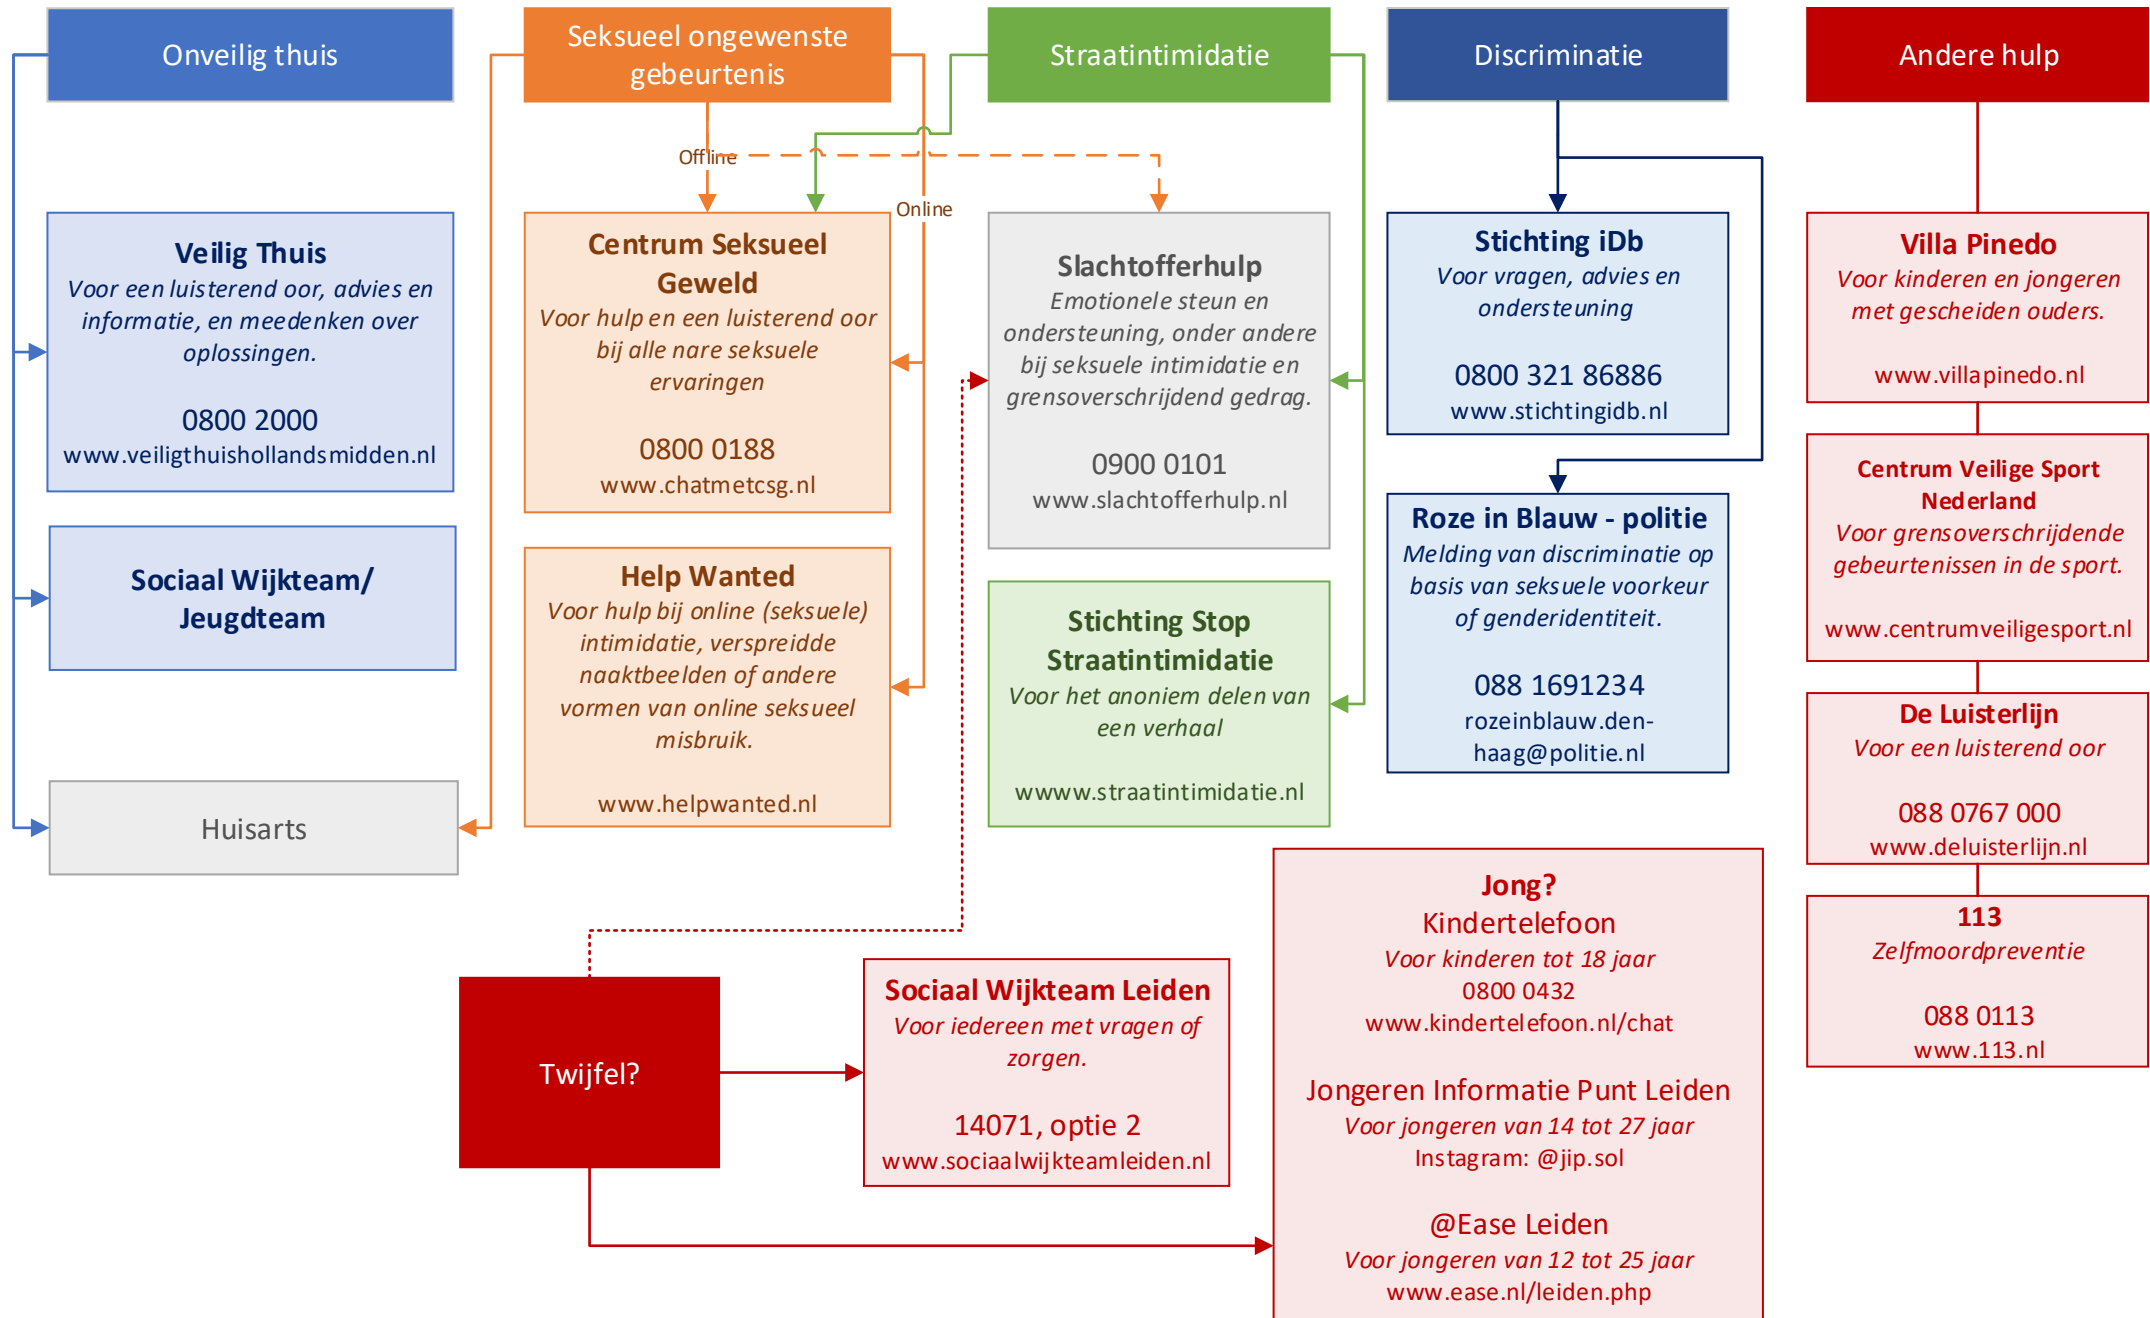 Onveilig thuis
Seksueel ongewenste
gebeurtenis
Straatintimidatie
Discriminatie
Andere hulp
Offline
Online
Veilig Thuis
Voor een luisterend oor, advies en
informatie, en meedenken over
oplossingen.
0800 2000
www.veiligthuishollandsmidden.nl
Sociaal Wijkteam/
Jeugdteam
Huisarts
Centrum Seksueel
Geweld
Voor hulp en een luisterend oor
bij alle nare seksuele
ervaringen
0800 0188
www.chatmetcsg.nl
Help Wanted
Voor hulp bij online (seksuele)
intimidatie, verspreidde
naaktbeelden of andere
vormen van online seksueel
misbruik.
www.helpwanted.nl
Slachtofferhulp
Emotionele steun en
ondersteuning, onder andere
bij seksuele intimidatie en
grensoverschrijdend gedrag.
0900 0101
www.slachtofferhulp.nl
Stichting Stop
Straatintimidatie
Voor het anoniem delen van
een verhaal
wwww.straatintimidatie.nl
Stichting iDb
Voor vragen, advies en
ondersteuning
0800 321 86886
www.stichtingidb.nl
Roze in Blauw - politie
Melding van discriminatie op
basis van seksuele voorkeur
of genderidentiteit.
088 1691234
rozeinblauw.den-
haag@politie.nl
Villa Pinedo
Voor kinderen en jongeren
met gescheiden ouders.
www.villapinedo.nl
Centrum Veilige Sport
Nederland
Voor grensoverschrijdende
gebeurtenissen in de sport.
www.centrumveiligesport.nl
De Luisterlijn
Voor een luisterend oor
088 0767 000
www.deluisterlijn.nl
113
Zelfmoordpreventie
088 0113
www.113.nl
Twijfel?
Sociaal Wijkteam Leiden
Voor iedereen met vragen of
zorgen.
14071, optie 2
www.sociaalwijkteamleiden.nl
Jong?
Kindertelefoon
Voor kinderen tot 18 jaar
0800 0432
www.kindertelefoon.nl/chat
Jongeren Informatie Punt Leiden
Voor jongeren van 14 tot 27 jaar
Instagram: @jip.sol
@Ease Leiden
Voor jongeren van 12 tot 25 jaar
www.ease.nl/leiden.php